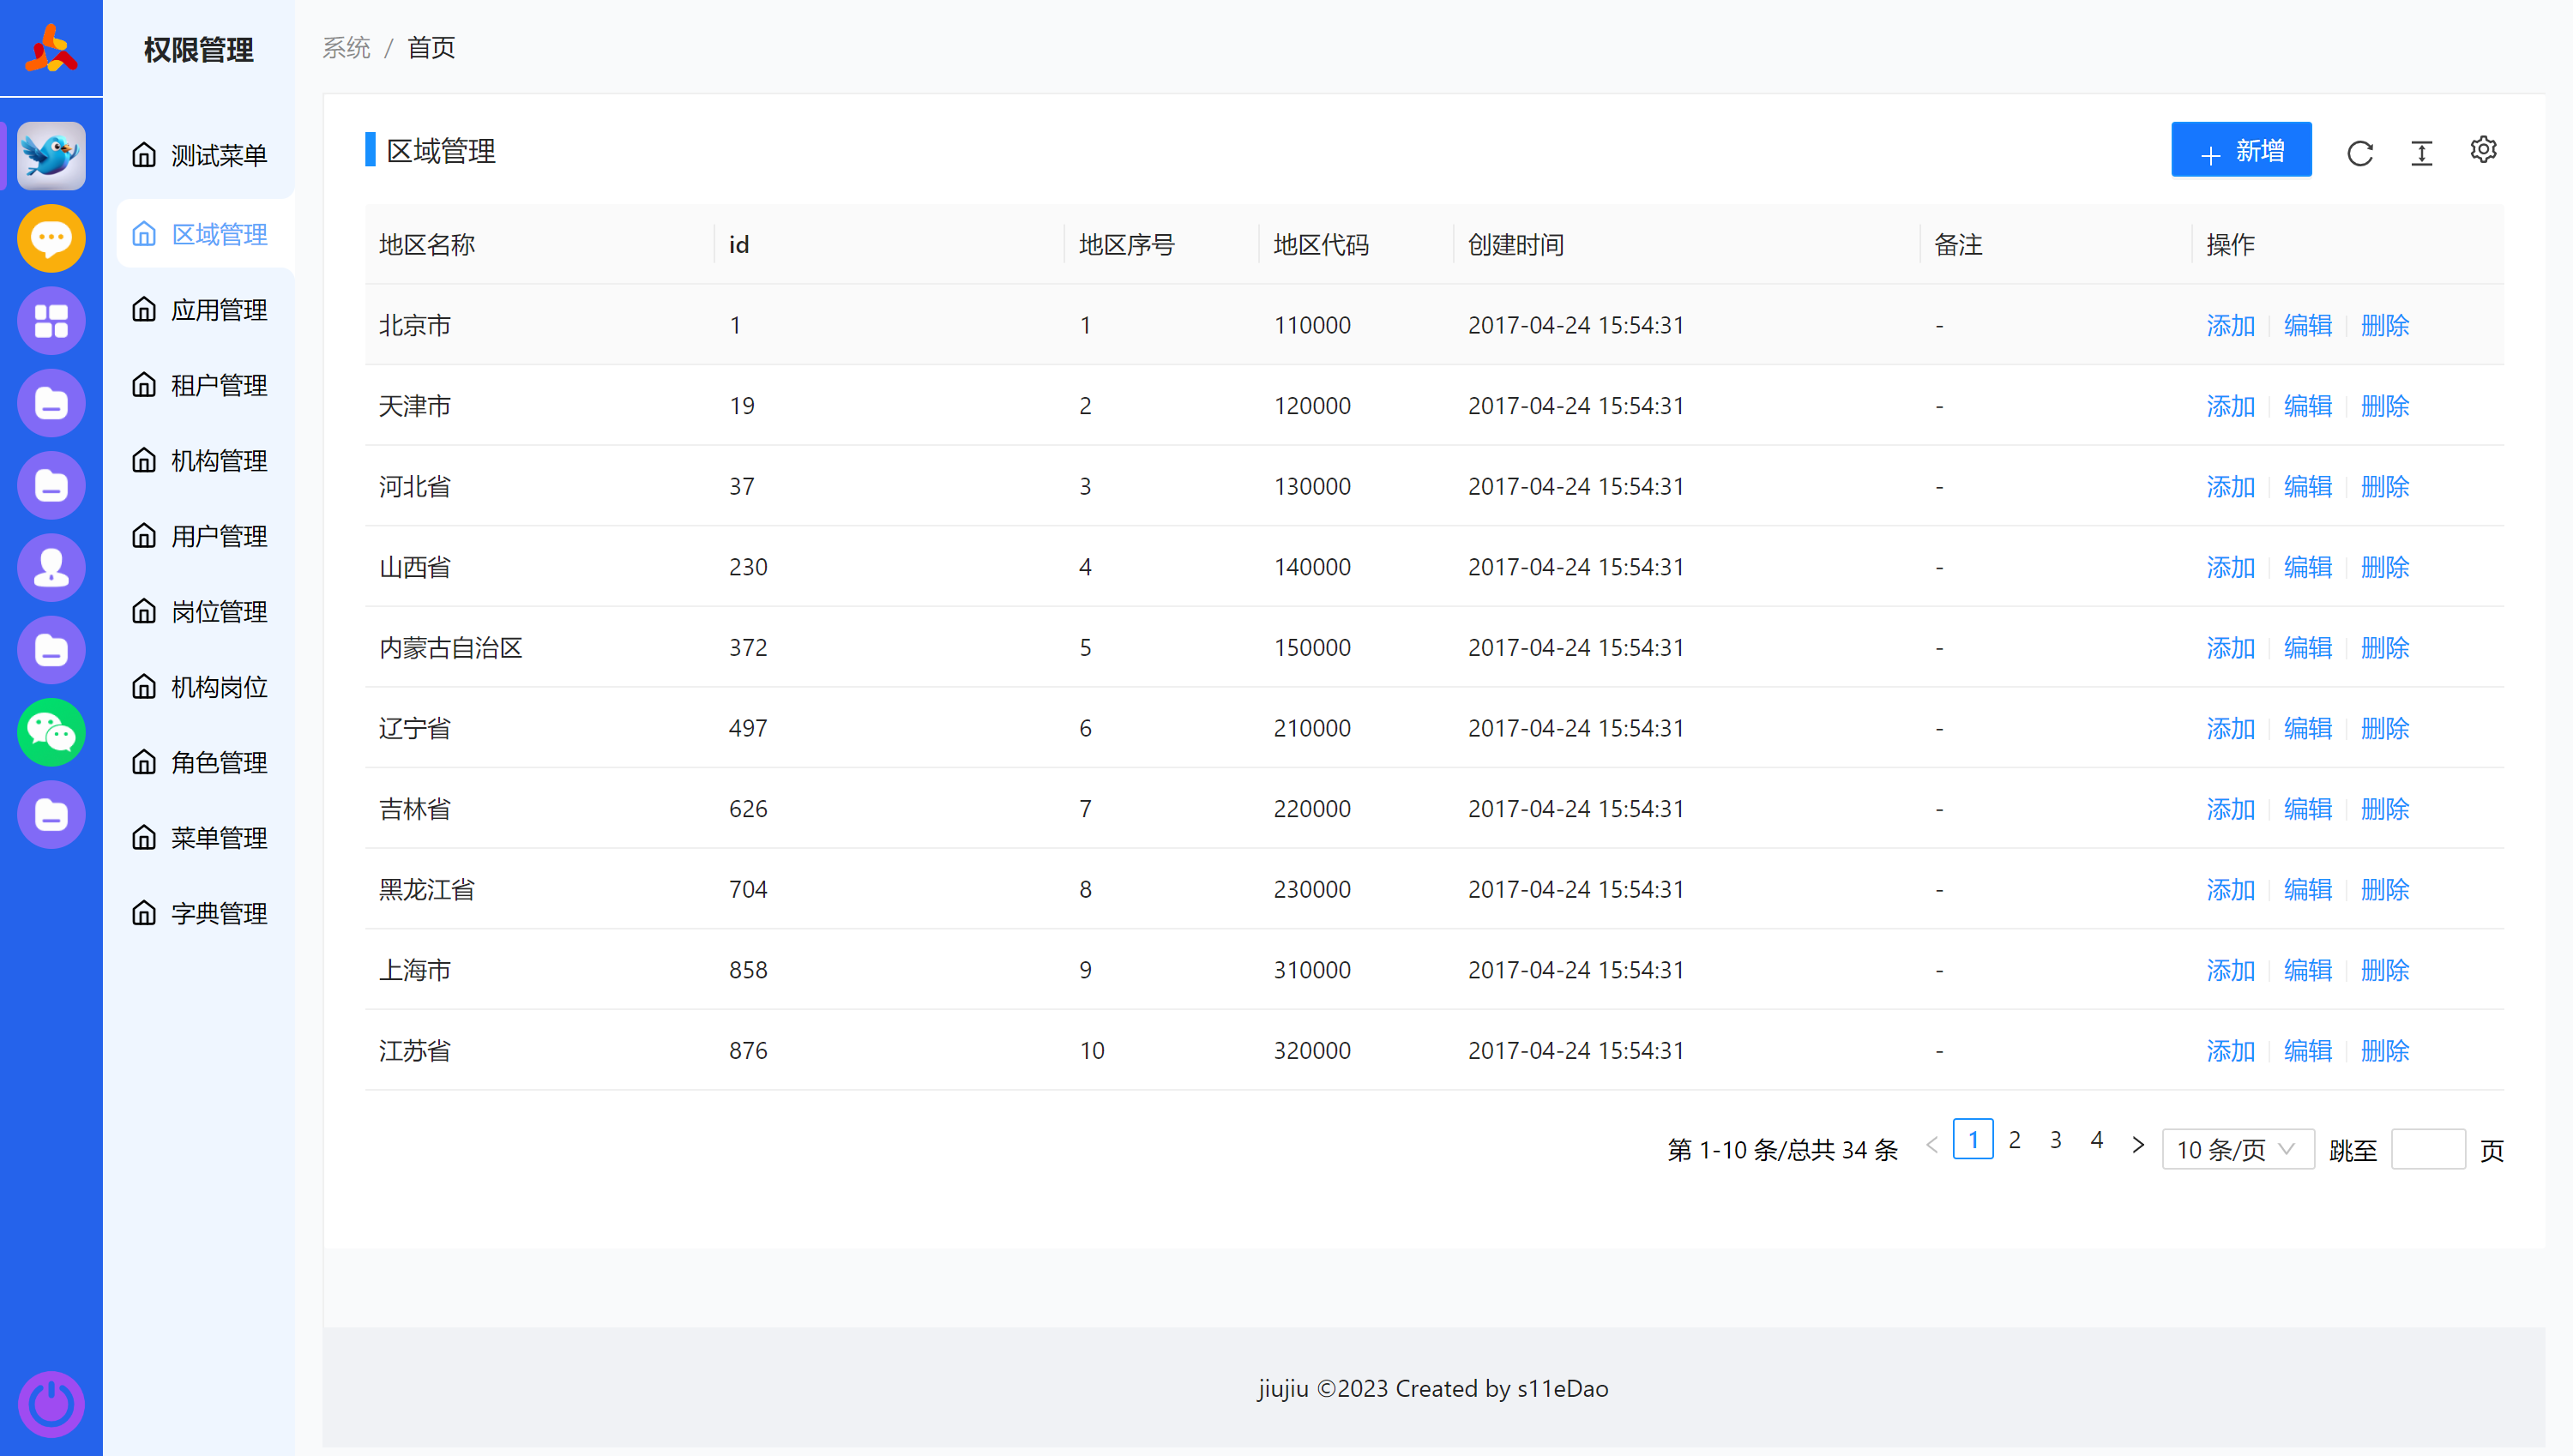 权限管理
测试菜单
区域管理
应用管理
租户管理
机构管理
用户管理
岗位管理
机构岗位
角色管理
菜单管理
字典管理
系统 / 首页
区域管理
新增
地区名称 id 地区序号 地区代码 创建时间 备注 操作
北京市 1 1 110000 2017-04-24 15:54:31 - 添加 编辑 删除
天津市 19 2 120000 2017-04-24 15:54:31 - 添加 编辑 删除
河北省 37 3 130000 2017-04-24 15:54:31 - 添加 编辑 删除
山西省 230 4 140000 2017-04-24 15:54:31 - 添加 编辑 删除
内蒙古自治区 372 5 150000 2017-04-24 15:54:31 - 添加 编辑 删除
辽宁省 497 6 210000 2017-04-24 15:54:31 - 添加 编辑 删除
吉林省 626 7 220000 2017-04-24 15:54:31 - 添加 编辑 删除
黑龙江省 704 8 230000 2017-04-24 15:54:31 - 添加 编辑 删除
上海市 858 9 310000 2017-04-24 15:54:31 - 添加 编辑 删除
江苏省 876 10 320000 2017-04-24 15:54:31 - 添加 编辑 删除
第 1-10 条/总共 34 条 < 1 2 3 4 > 10 条/页 跳至 页
jiujiu ©2023 Created by s11eDao